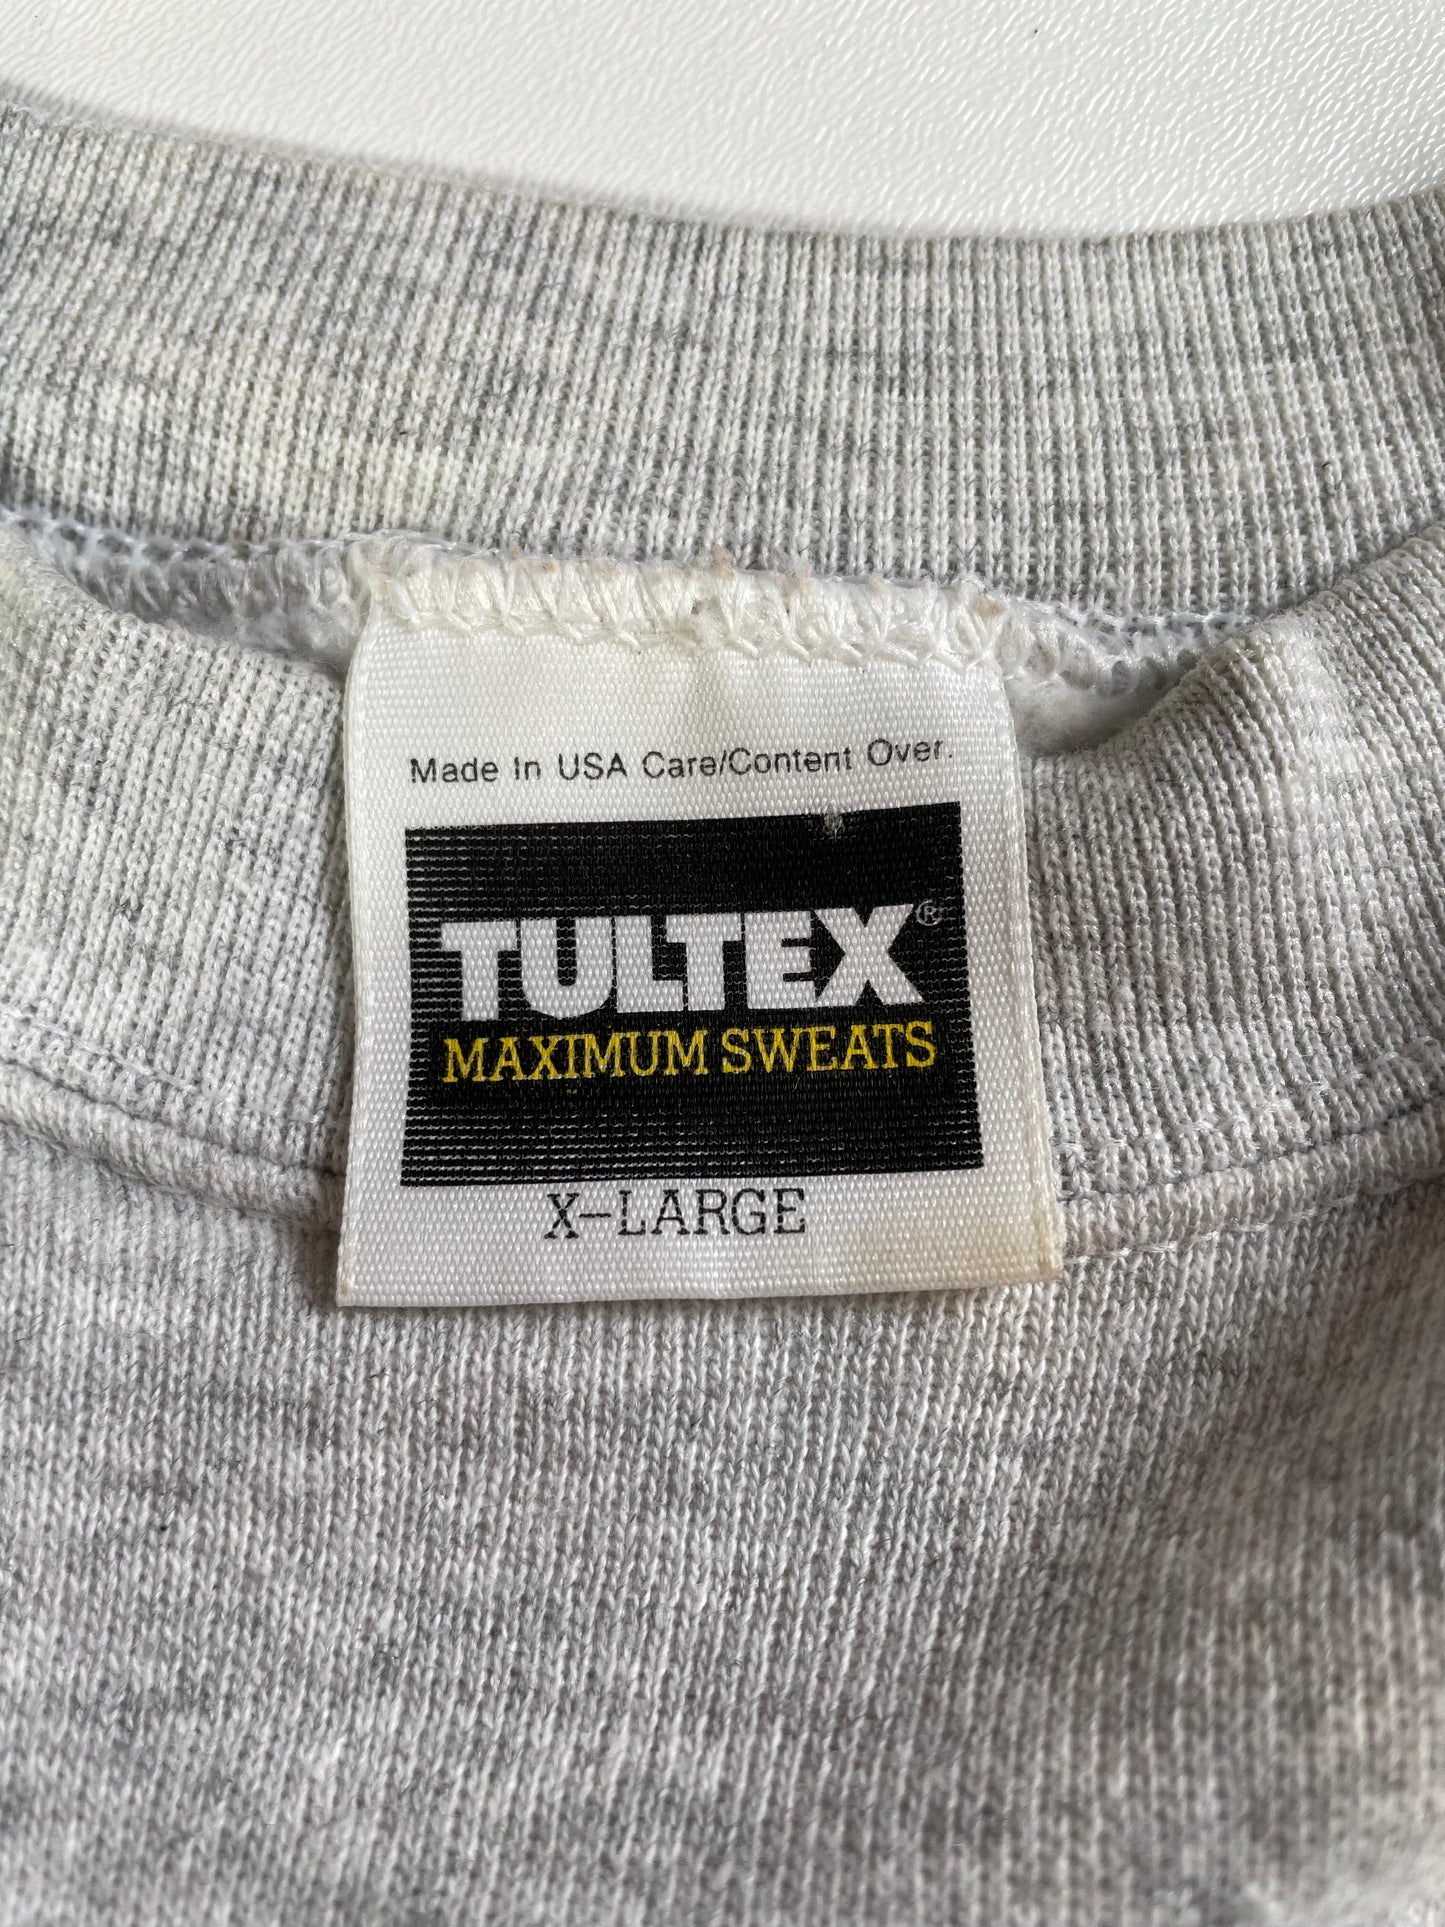 Made In USA Care/Content Over.
TULTEX®
MAXIMUM SWEATS
X-LARGE